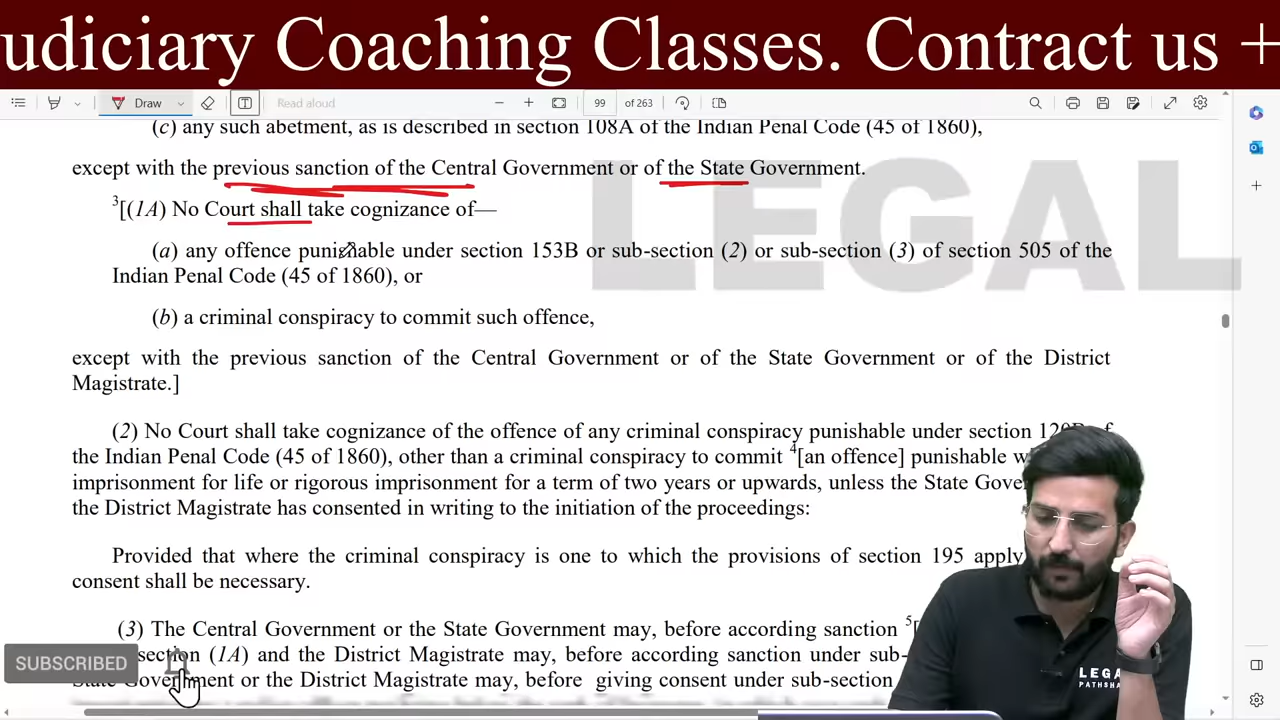 udiciary Coaching Classes. Contract us +
Draw
Read aloud
99 of 263
(c) any such abetment, as is described in section 108A of the Indian Penal Code (45 of 1860),
except with the previous sanction of the Central Government or of the State Government.
3[(1A) No Court shall take cognizance of—
(a) any offence punishable under section 153B or sub-section (2) or sub-section (3) of section 505 of the
Indian Penal Code (45 of 1860), or
(b) a criminal conspiracy to commit such offence,
except with the previous sanction of the Central Government or of the State Government or of the District
Magistrate.]
LEGAL
(2) No Court shall take cognizance of the offence of any criminal conspiracy punishable under section 120B of
the Indian Penal Code (45 of 1860), other than a criminal conspiracy to commit 4[an offence] punishable
imprisonment for life or rigorous imprisonment for a term of two years or upwards, unless the State Gover
the District Magistrate has consented in writing to the initiation of the proceedings:
Provided that where the criminal conspiracy is one to which the provisions of section 195 apply
consent shall be necessary.
(3) The Central Government or the State Government may, before according sanction 5[
section (1A) and the District Magistrate may, before according sanction under sub-
State Government or the District Magistrate may, before giving consent under sub-section
SUBSCRIBED
LEGAL
PATHSHA